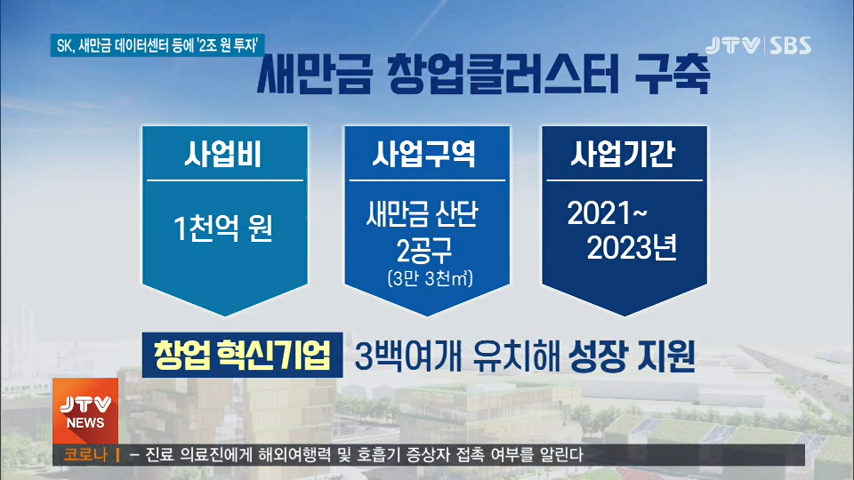 SK, 새만금 데이터센터 등에 '2조 원 투자'
JTV SBS
새만금 창업클러스터 구축
사업비
1천억 원
사업구역
새만금 산단
2공구
(3만 3천㎡)
사업기간
2021~
2023년
창업 혁신기업 3백여개 유치해 성장 지원
JTV
NEWS
코로나 - 진료 의료진에게 해외여행력 및 호흡기 증상자 접촉 여부를 알린다